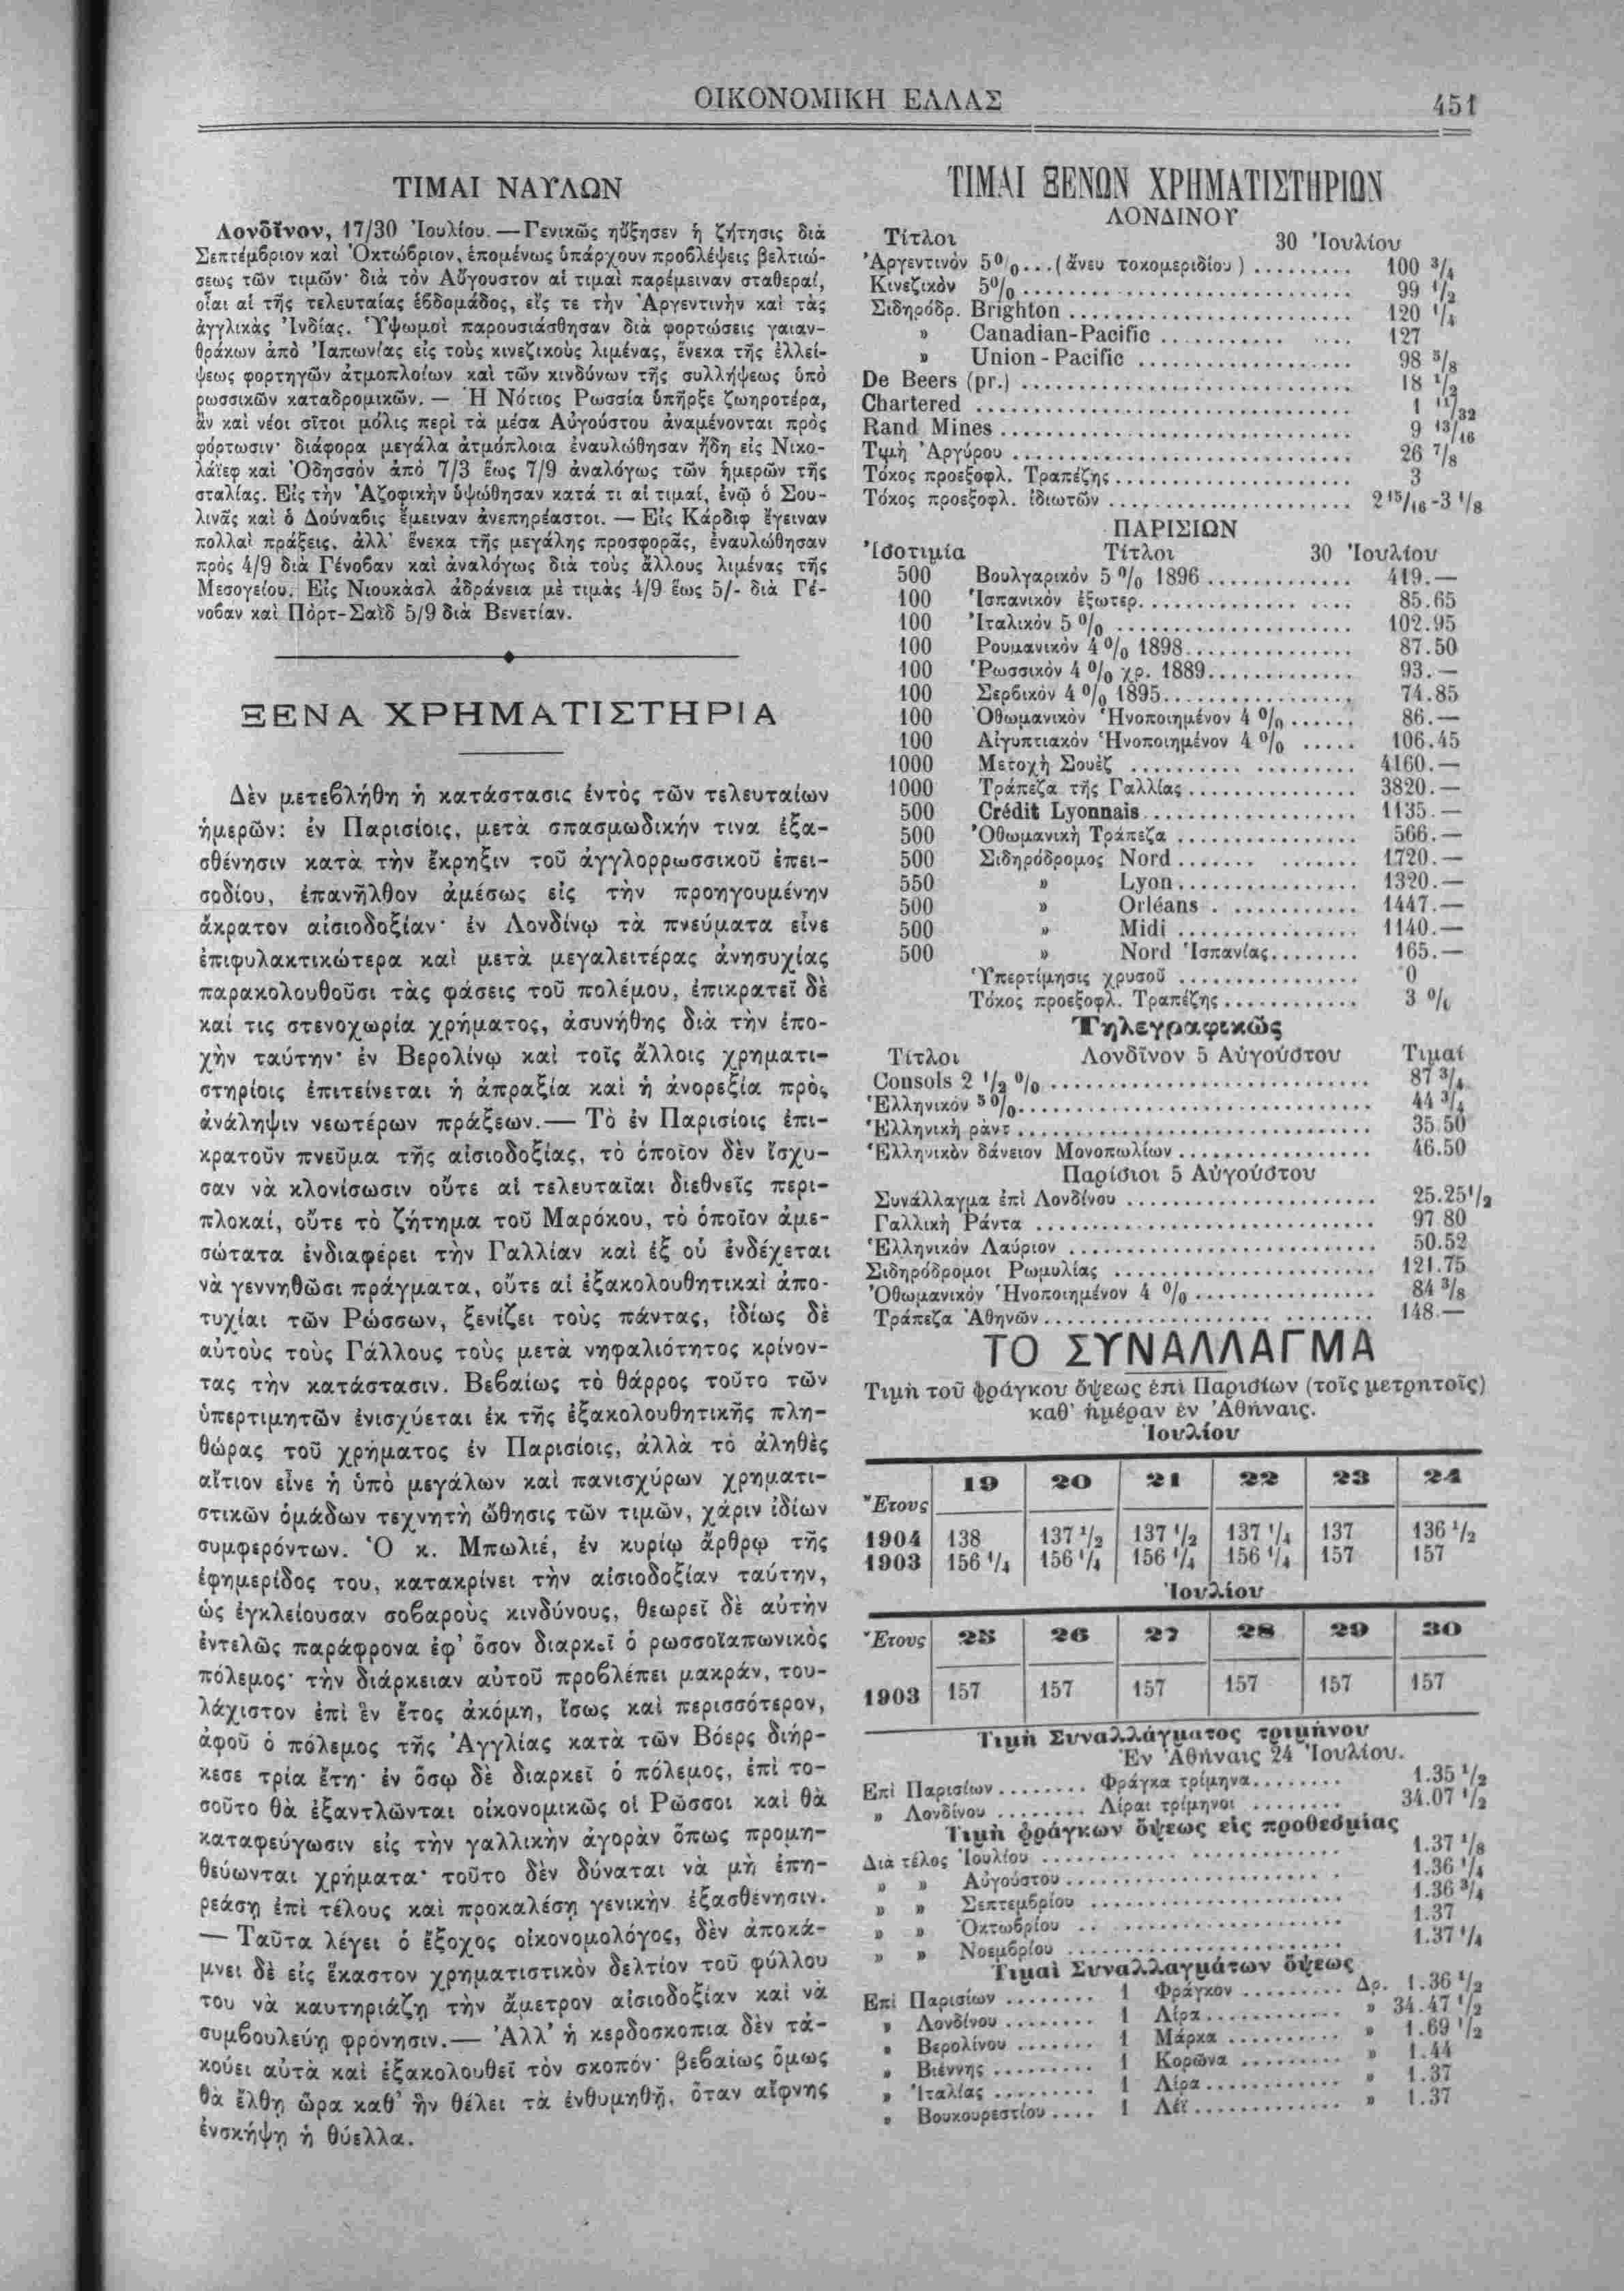 ΟΙΚΟΝΟΜΙΚΗ ΕΛΛΑΣ
451
ΤΙΜΑΙ ΝΑΥΛΩΝ
Λονδῖνον, 17/30 Ἰουλίου. — Γενικῶς ηὔξησεν ἡ ζήτησις διὰ
Σεπτέμβριον καὶ Ὀκτώβριον, ἑπομένως ὑπάρχουν προβλέψεις βελτιώ-
σεως τῶν τιμῶν· διὰ τὸν Αὔγουστον αἱ τιμαὶ παρέμειναν σταθεραί,
οἷαι αἱ τῆς τελευταίας ἑβδομάδος, εἴς τε τὴν Ἀργεντινὴν καὶ τὰς
ἀγγλικὰς Ἰνδίας. Ὑψωμοὶ παρουσιάσθησαν διὰ φορτώσεις γαιαν-
θράκων ἀπὸ Ἰαπωνίας εἰς τοὺς κινεζικοὺς λιμένας, ἕνεκα τῆς ἐλλεί-
ψεως φορτηγῶν ἀτμοπλοίων καὶ τῶν κινδύνων τῆς συλλήψεως ὑπὸ
ρωσσικῶν καταδρομικῶν. — Ἡ Νότιος Ρωσσία ὑπῆρξε ζωηροτέρα,
ἂν καὶ νέοι σῖτοι μόλις περὶ τὰ μέσα Αὐγούστου ἀναμένονται πρὸς
φόρτωσιν· διάφορα μεγάλα ἀτμόπλοια ἐναυλώθησαν ἤδη εἰς Νικο-
λάϊεφ καὶ Ὀδησσὸν ἀπὸ 7/3 ἕως 7/9 ἀναλόγως τῶν ἡμερῶν τῆς
σταλίας. Εἰς τὴν Ἀζοφικὴν ὑψώθησαν κατά τι αἱ τιμαί, ἐνῷ ὁ Σου-
λινᾶς καὶ ὁ Δούναβις ἔμειναν ἀνεπηρέαστοι. — Εἰς Κάρδιφ ἔγειναν
πολλαὶ πράξεις, ἀλλ' ἕνεκα τῆς μεγάλης προσφορᾶς, ἐναυλώθησαν
πρὸς 4/9 διὰ Γένοβαν καὶ ἀναλόγως διὰ τοὺς ἄλλους λιμένας τῆς
Μεσογείου. Εἰς Νιουκὰσλ ἀδράνεια μὲ τιμὰς 4/9 ἕως 5/- διὰ Γέ-
νοβαν καὶ Πὸρτ-Σαῒδ 5/9 διὰ Βενετίαν.
ΞΕΝΑ ΧΡΗΜΑΤΙΣΤΗΡΙΑ
Δὲν μετεβλήθη ἡ κατάστασις ἐντὸς τῶν τελευταίων
ἡμερῶν: ἐν Παρισίοις, μετὰ σπασμωδικήν τινα ἐξα-
σθένησιν κατὰ τὴν ἔκρηξιν τοῦ ἀγγλορρωσσικοῦ ἐπει-
σοδίου, ἐπανῆλθον ἀμέσως εἰς τὴν προηγουμένην
ἄκρατον αἰσιοδοξίαν· ἐν Λονδίνῳ τὰ πνεύματα εἶνε
ἐπιφυλακτικώτερα καὶ μετὰ μεγαλειτέρας ἀνησυχίας
παρακολουθοῦσι τὰς φάσεις τοῦ πολέμου, ἐπικρατεῖ δὲ
καί τις στενοχωρία χρήματος, ἀσυνήθης διὰ τὴν ἐπο-
χὴν ταύτην· ἐν Βερολίνῳ καὶ τοῖς ἄλλοις χρηματι-
στηρίοις ἐπιτείνεται ἡ ἀπραξία καὶ ἡ ἀνορεξία πρὸς
ἀνάληψιν νεωτέρων πράξεων. — Τὸ ἐν Παρισίοις ἐπι-
κρατοῦν πνεῦμα τῆς αἰσιοδοξίας, τὸ ὁποῖον δὲν ἴσχυ-
σαν νὰ κλονίσωσιν οὔτε αἱ τελευταῖαι διεθνεῖς περι-
πλοκαί, οὔτε τὸ ζήτημα τοῦ Μαρόκου, τὸ ὁποῖον ἀμε-
σώτατα ἐνδιαφέρει τὴν Γαλλίαν καὶ ἐξ οὗ ἐνδέχεται
νὰ γεννηθῶσι πράγματα, οὔτε αἱ ἐξακολουθητικαὶ ἀπο-
τυχίαι τῶν Ρώσσων, ξενίζει τοὺς πάντας, ἰδίως δὲ
αὐτοὺς τοὺς Γάλλους τοὺς μετὰ νηφαλιότητος κρίνον-
τας τὴν κατάστασιν. Βεβαίως τὸ θάρρος τοῦτο τῶν
ὑπερτιμητῶν ἐνισχύεται ἐκ τῆς ἐξακολουθητικῆς πλη-
θώρας τοῦ χρήματος ἐν Παρισίοις, ἀλλὰ τὸ ἀληθὲς
αἴτιον εἶνε ἡ ὑπὸ μεγάλων καὶ πανισχύρων χρηματι-
στικῶν ὁμάδων τεχνητὴ ὤθησις τῶν τιμῶν, χάριν ἰδίων
συμφερόντων. Ὁ κ. Μπωλιέ, ἐν κυρίῳ ἄρθρῳ τῆς
ἐφημερίδος του, κατακρίνει τὴν αἰσιοδοξίαν ταύτην,
ὡς ἐγκλείουσαν σοβαροὺς κινδύνους, θεωρεῖ δὲ αὐτὴν
ἐντελῶς παράφρονα ἐφ' ὅσον διαρκεῖ ὁ ρωσσοϊαπωνικὸς
πόλεμος· τὴν διάρκειαν αὐτοῦ προβλέπει μακράν, του-
λάχιστον ἐπὶ ἓν ἔτος ἀκόμη, ἴσως καὶ περισσότερον,
ἀφοῦ ὁ πόλεμος τῆς Ἀγγλίας κατὰ τῶν Βόερς διήρ-
κεσε τρία ἔτη· ἐν ὅσῳ δὲ διαρκεῖ ὁ πόλεμος, ἐπὶ το-
σοῦτο θὰ ἐξαντλῶνται οἰκονομικῶς οἱ Ρῶσσοι καὶ θὰ
καταφεύγωσιν εἰς τὴν γαλλικὴν ἀγορὰν ὅπως προμη-
θεύωνται χρήματα· τοῦτο δὲν δύναται νὰ μὴ ἐπη-
ρεάσῃ ἐπὶ τέλους καὶ προκαλέσῃ γενικὴν ἐξασθένησιν.
— Ταῦτα λέγει ὁ ἔξοχος οἰκονομολόγος, δὲν ἀποκά-
μνει δὲ εἰς ἕκαστον χρηματιστικὸν δελτίον τοῦ φύλλου
του νὰ καυτηριάζῃ τὴν ἄμετρον αἰσιοδοξίαν καὶ νὰ
συμβουλεύῃ φρόνησιν. — Ἀλλ' ἡ κερδοσκοπια δὲν τἀ-
κούει αὐτὰ καὶ ἐξακολουθεῖ τὸν σκοπόν· βεβαίως ὅμως
θὰ ἔλθῃ ὥρα καθ' ἣν θέλει τὰ ἐνθυμηθῇ, ὅταν αἴφνης
ἐνσκήψῃ ἡ θύελλα.
ΤΙΜΑΙ ΞΕΝΩΝ ΧΡΗΜΑΤΙΣΤΗΡΙΩΝ
ΛΟΝΔΙΝΟΥ
Τίτλοι 30 Ἰουλίου
Ἀργεντινὸν 5 0/0 ... (ἄνευ τοκομεριδίου) ......... 100 3/4
Κινεζικὸν 5 0/0 ......... 99 1/2
Σιδηρόδρ. Brighton ......... 120 1/4
» Canadian-Pacific ......... 127
» Union - Pacific ......... 98 5/8
De Beers (pr.) ......... 18 1/2
Chartered ......... 1 11/32
Rand Mines ......... 9 13/16
Τιμὴ Ἀργύρου ......... 26 7/8
Τόκος προεξοφλ. Τραπέζης ......... 3
Τόκος προεξοφλ. ἰδιωτῶν ......... 2 15/16 -3 1/8
ΠΑΡΙΣΙΩΝ
Ἰσοτιμία Τίτλοι 30 Ἰουλίου
500 Βουλγαρικὸν 5 0/0 1896 ......... 419.—
100 Ἰσπανικὸν ἐξωτερ. ......... 85.65
100 Ἰταλικὸν 5 0/0 ......... 102.95
100 Ρουμανικὸν 4 0/0 1898 ......... 87.50
100 Ῥωσσικὸν 4 0/0 χρ. 1889 ......... 93.—
100 Σερβικὸν 4 0/0 1895 ......... 74.85
100 Ὀθωμανικὸν Ἡνοποιημένον 4 0/0 ...... 86.—
100 Αἰγυπτιακὸν Ἡνοποιημένον 4 0/0 ..... 106.45
1000 Μετοχὴ Σουὲζ ......... 4160.—
1000 Τράπεζα τῆς Γαλλίας ......... 3820.—
500 Crédit Lyonnais ......... 1135.—
500 Ὀθωμανικὴ Τράπεζα ......... 566.—
500 Σιδηρόδρομος Nord ......... 1720.—
550 » Lyon ......... 1320.—
500 » Orléans ......... 1447.—
500 » Midi ......... 1140.—
500 » Nord Ἰσπανίας ......... 165.—
Ὑπερτίμησις χρυσοῦ ......... 0
Τόκος προεξοφλ. Τραπέζης ......... 3 0/0
Τηλεγραφικῶς
Τίτλοι Λονδῖνον 5 Αὐγούστου Τιμαί
Consols 2 1/2 0/0 ......... 87 3/4
Ἑλληνικὸν 5 0/0 ......... 44 3/4
Ἑλληνικὴ ρὰντ ......... 35.50
Ἑλληνικὸν δάνειον Μονοπωλίων ......... 46.50
Παρίσιοι 5 Αὐγούστου
Συνάλλαγμα ἐπὶ Λονδίνου ......... 25.25 1/2
Γαλλικὴ Ράντα ......... 97 80
Ἑλληνικὸν Λαύριον ......... 50.52
Σιδηρόδρομοι Ρωμυλίας ......... 121.75
Ὀθωμανικὸν Ἡνοποιημένον 4 0/0 ......... 84 3/8
Τράπεζα Ἀθηνῶν ......... 148.—
ΤΟ ΣΥΝΑΛΛΑΓΜΑ
Τιμὴ τοῦ φράγκου ὄψεως ἐπὶ Παρισίων (τοῖς μετρητοῖς)
καθ' ἡμέραν ἐν Ἀθήναις.
Ἰουλίου
Ἔτους 19 20 21 22 23 24
1904 138 137 1/2 137 1/2 137 1/4 137 136 1/2
1903 156 1/4 156 1/4 156 1/4 156 1/4 157 157
Ἰουλίου
Ἔτους 25 26 27 28 29 30
1903 157 157 157 157 157 157
Τιμὴ Συναλλάγματος τριμήνου
Ἐν Ἀθήναις 24 Ἰουλίου.
Ἐπὶ Παρισίων ........ Φράγκα τρίμηνα ........ 1.35 1/2
» Λονδίνου ........ Λίραι τρίμηνοι ........ 34.07 1/2
Τιμὴ φράγκων ὄψεως εἰς προθεσμίας
Διὰ τέλος Ἰουλίου ......... 1.37 1/8
» » Αὐγούστου ......... 1.36 1/4
» » Σεπτεμβρίου ......... 1.36 3/4
» » Ὀκτωβρίου ......... 1.37
» » Νοεμβρίου ......... 1.37 1/4
Τιμαὶ Συναλλαγμάτων ὄψεως
Ἐπὶ Παρισίων ........ 1 Φράγκον ......... Δρ. 1.36 1/2
» Λονδίνου ........ 1 Λίρα ......... » 34.47 1/2
» Βερολίνου ....... 1 Μάρκα ......... » 1.69 1/2
» Βιέννης ......... 1 Κορῶνα ......... » 1.44
» Ἰταλίας ......... 1 Λίρα ......... » 1.37
» Βουκουρεστίου .... 1 Λέϊ ......... » 1.37